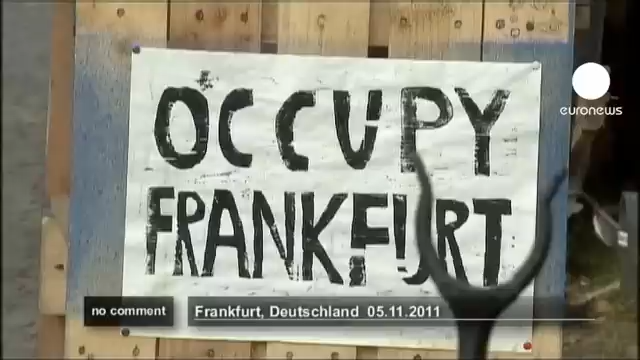 OCCUPY
FRANKFURT
euronews
no comment
Frankfurt, Deutschland 05.11.2011